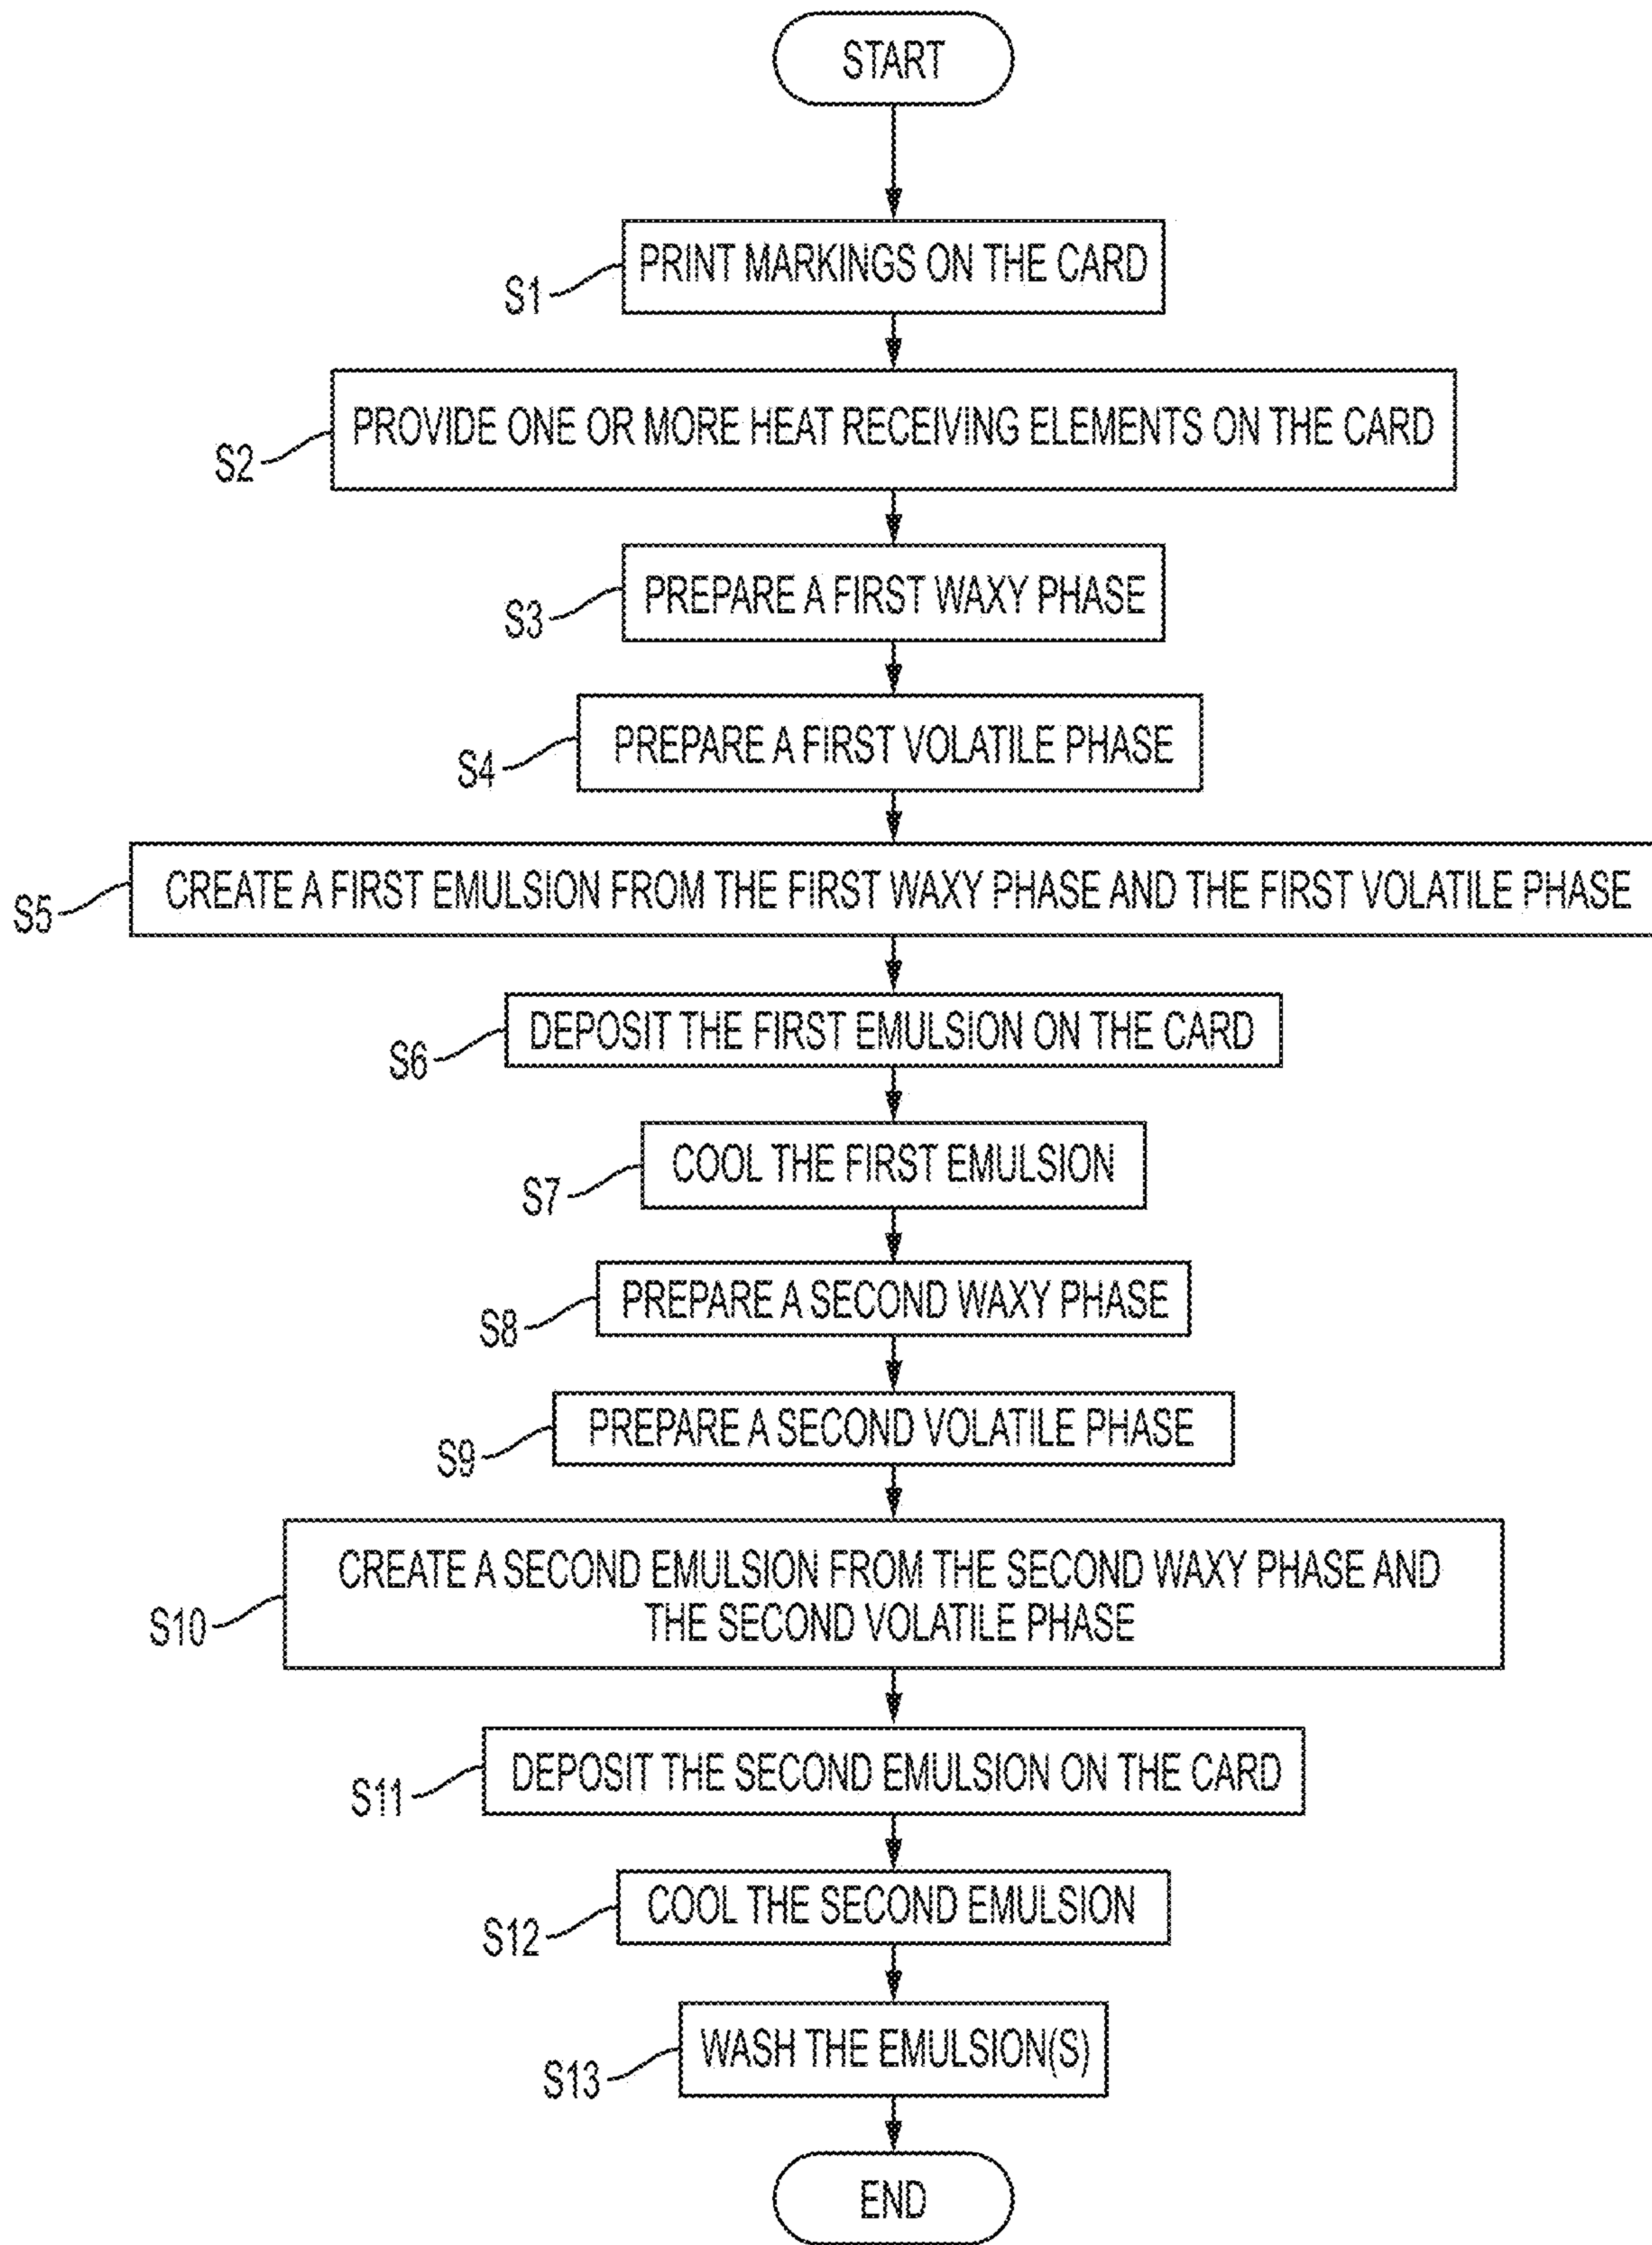 START
PRINT MARKINGS ON THE CARD
S1
PROVIDE ONE OR MORE HEAT RECEIVING ELEMENTS ON THE CARD
S2
PREPARE A FIRST WAXY PHASE
S3
PREPARE A FIRST VOLATILE PHASE
S4
CREATE A FIRST EMULSION FROM THE FIRST WAXY PHASE AND THE FIRST VOLATILE PHASE
S5
DEPOSIT THE FIRST EMULSION ON THE CARD
S6
COOL THE FIRST EMULSION
S7
PREPARE A SECOND WAXY PHASE
S8
PREPARE A SECOND VOLATILE PHASE
S9
CREATE A SECOND EMULSION FROM THE SECOND WAXY PHASE AND
THE SECOND VOLATILE PHASE
S10
DEPOSIT THE SECOND EMULSION ON THE CARD
S11
COOL THE SECOND EMULSION
S12
WASH THE EMULSION(S)
S13
END